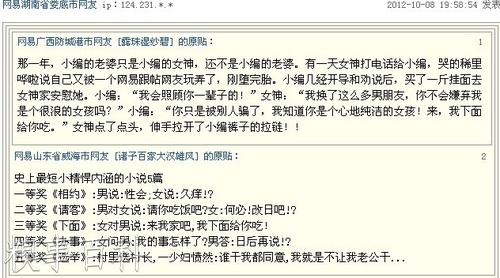 网易湖南省娄底市网友 ip：124.231.*.* 2012-10-08 19:58:54 发表
网易广西防城港市网友 [露珠湜纱碧] 的原贴： 1
那一年，小编的老婆只是小编的女神，还不是小编的老婆。有一天女神打电话给小编，哭的稀里
哗啦说自己又被一个网易跟帖网友玩弄了，刚堕完胎。小编几经开导和劝说后，买了一斤挂面去
女神家安慰她。小编：“我会照顾你一辈子的！”女神：“我换了这么多男朋友，你不会嫌弃我
是个很浪的女孩吗？”小编：“你只是被别人骗了，我知道你是个心地纯洁的女孩！来，我下面
给你吃。”女神点了点头，伸手拉开了小编裤子的拉链！！
网易山东省威海市网友 [诸子百家大汉雄风] 的原贴： 2
史上最短小精悍内涵的小说5篇
一等奖《相约》：男说：性会;女说：久痒！？
二等奖《请客》：男对女说：请你吃饭吧？女：何必！改日吧！？
三等奖《下面》：女对男说：来我家吧，我下面给你吃！
四等奖《办事》：女问男：我的事怎样了？男答：日后再说！？
五等奖《选举》：村里选村长，一少妇愤然：谁干我都同意，我就是不让我老公干...